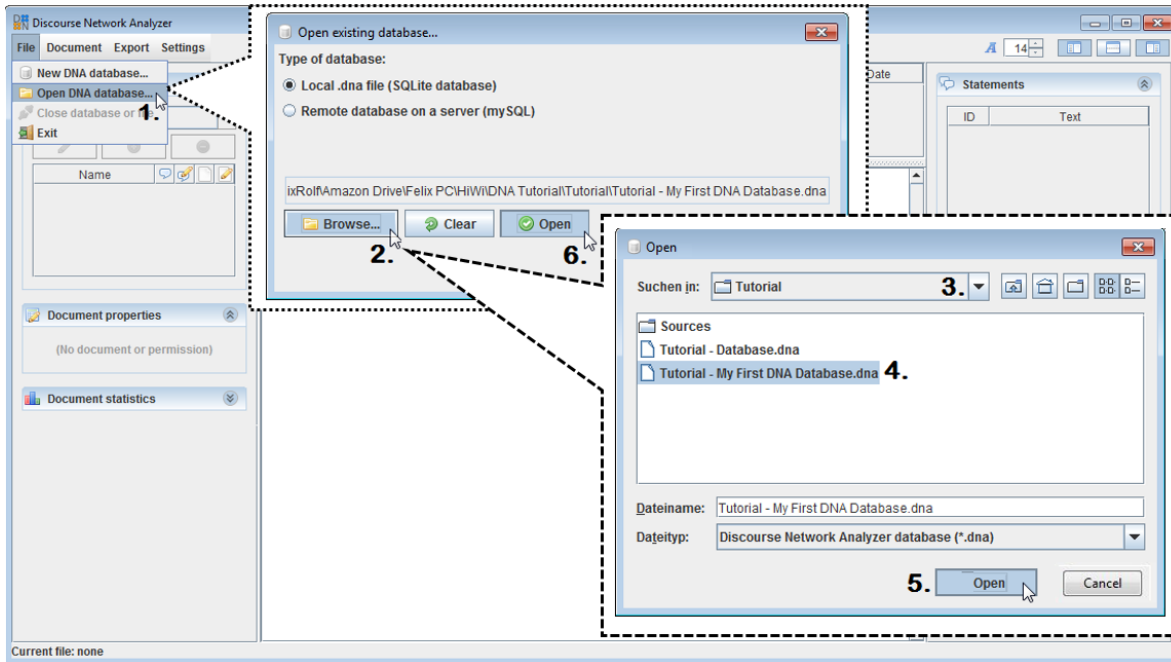 Discourse Network Analyzer
File Document Export Settings
New DNA database...
Open DNA database...
1.
Close database or file
Exit
Name
Document properties
(No document or permission)
Document statistics
Current file: none
Open existing database...
Type of database:
Local .dna file (SQLite database)
Remote database on a server (mySQL)
ixRolf\Amazon Drive\Felix PC\HiWi\DNA Tutorial\Tutorial\Tutorial - My First DNA Database.dna
Browse... Clear Open
2. 6.
14
Date
Statements
ID Text
Open
Suchen in: Tutorial 3.
Sources
Tutorial - Database.dna
Tutorial - My First DNA Database.dna 4.
Dateiname: Tutorial - My First DNA Database.dna
Dateityp: Discourse Network Analyzer database (*.dna)
5. Open Cancel